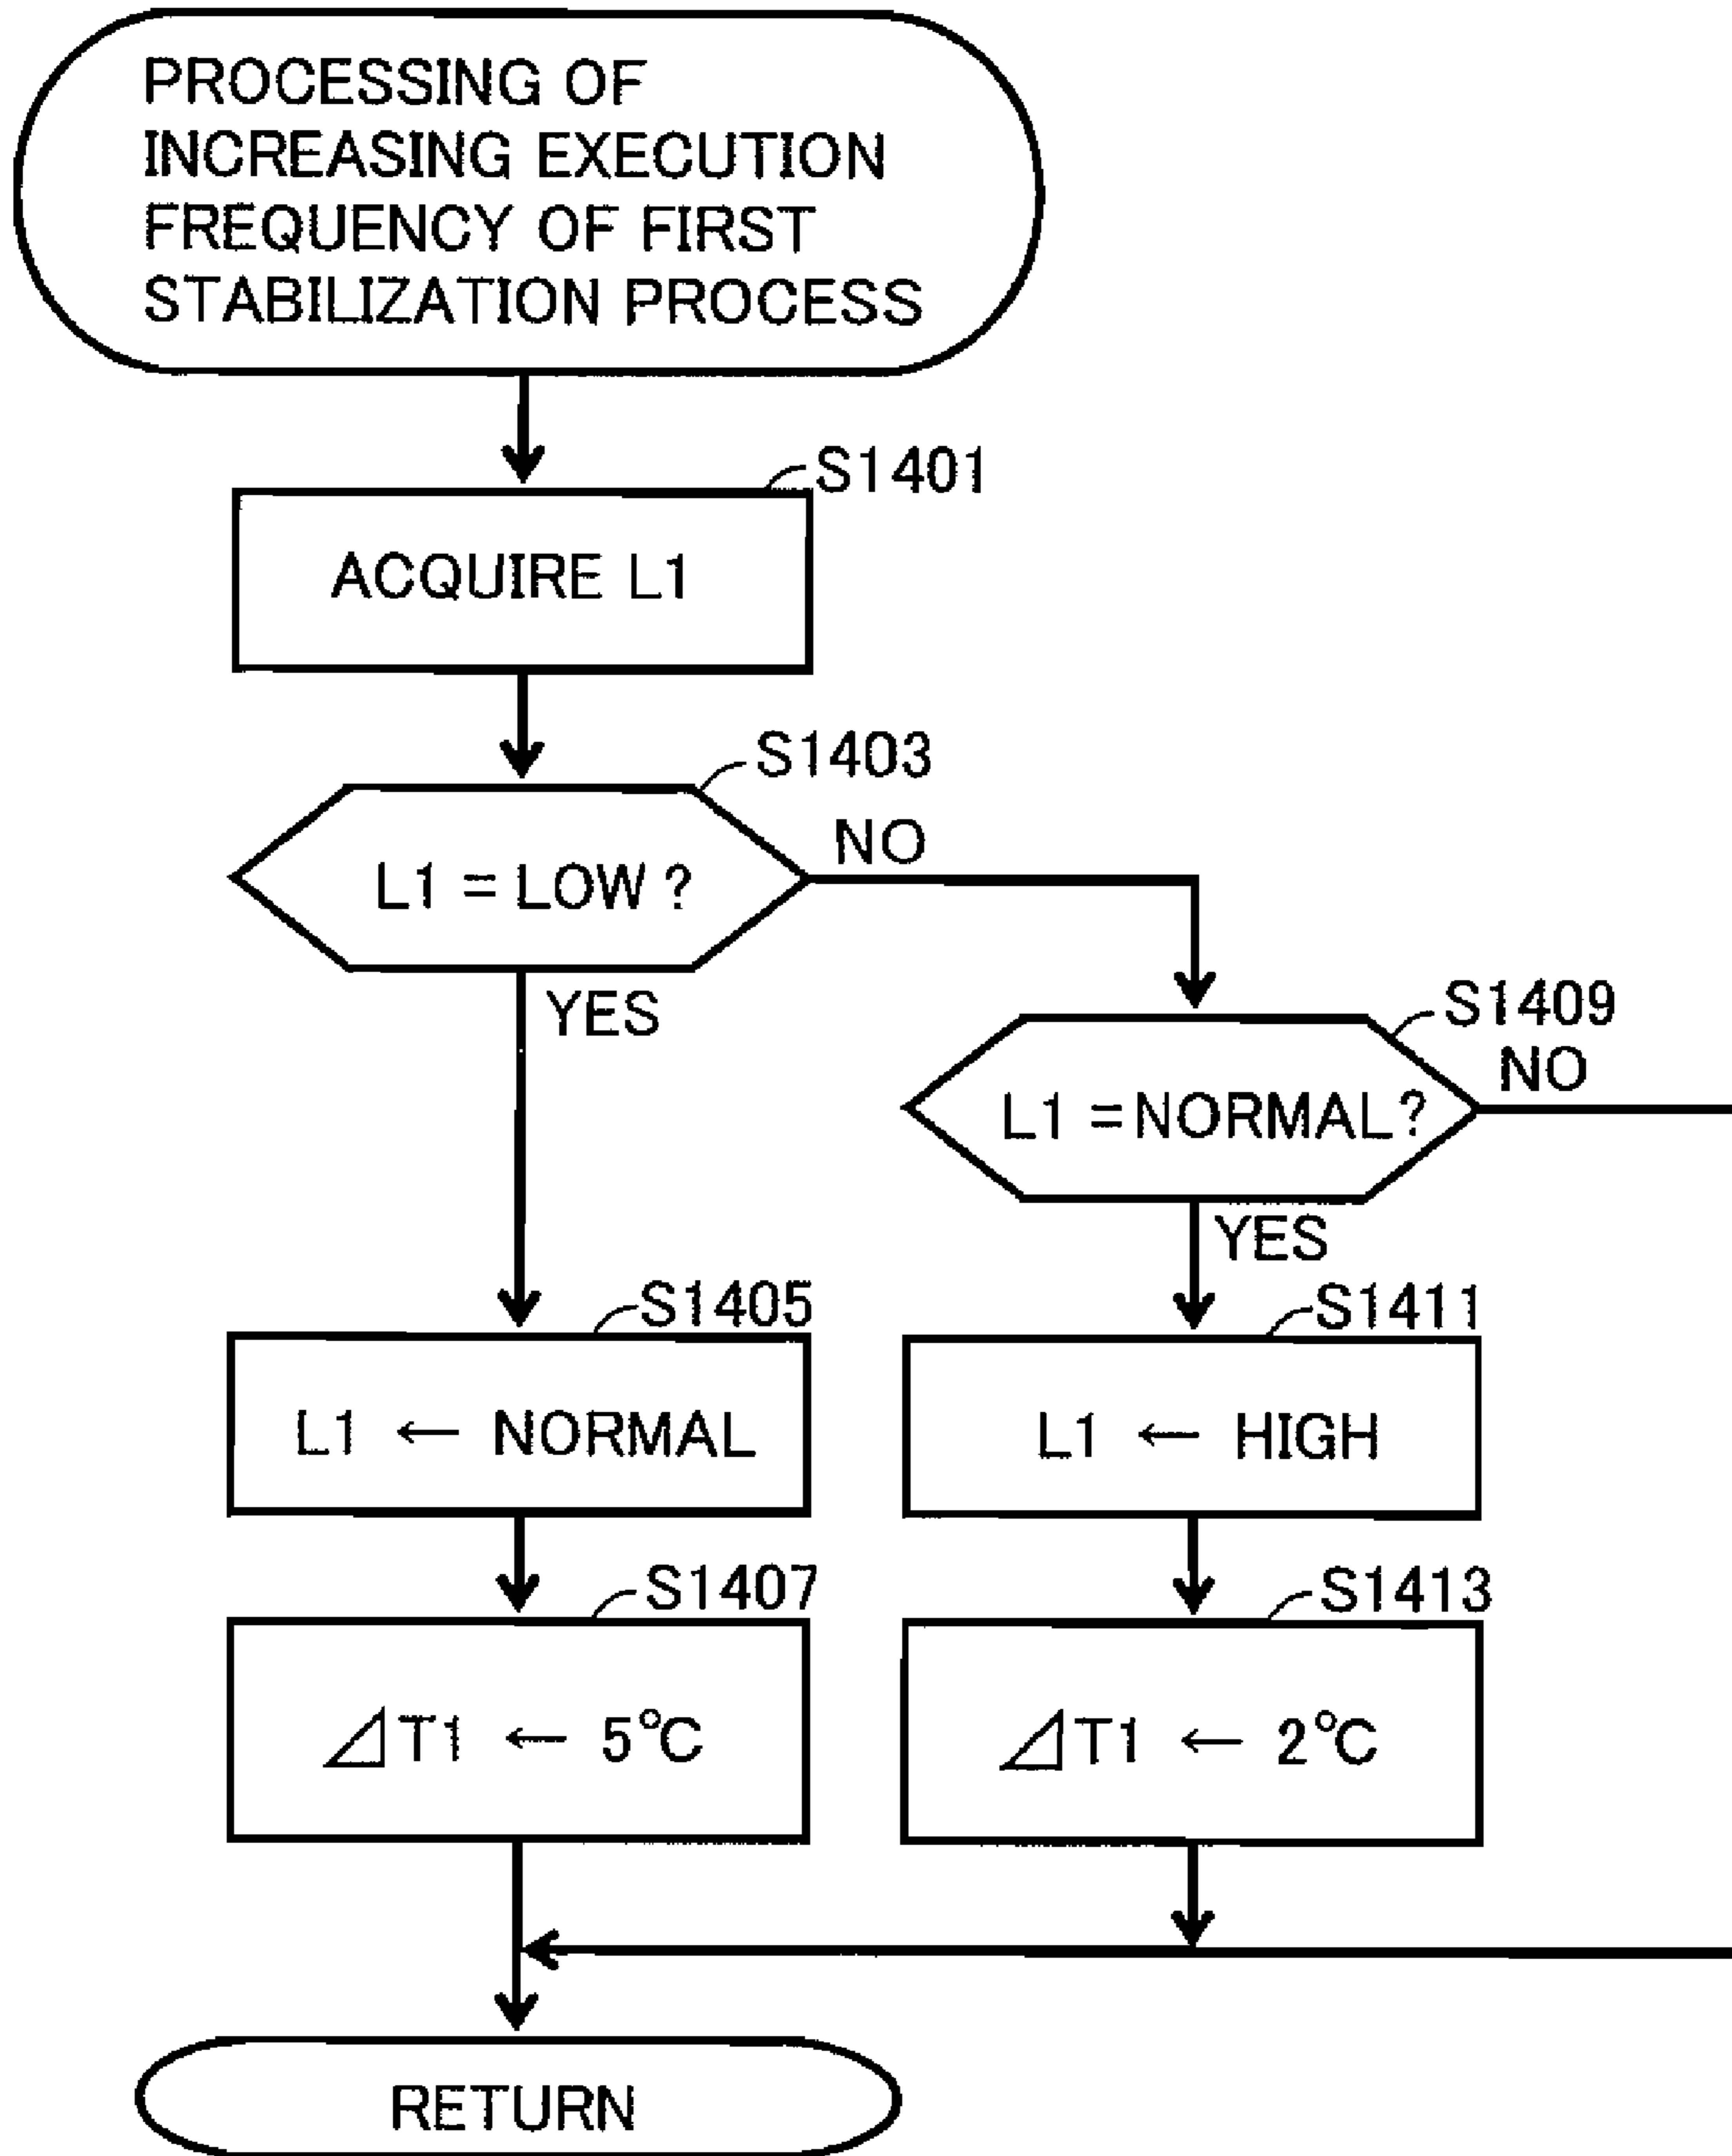 PROCESSING OF
INCREASING EXECUTION
FREQUENCY OF FIRST
STABILIZATION PROCESS
S1401
ACQUIRE L1
S1403
L1 = LOW ?
NO
YES
S1409
L1 = NORMAL ?
NO
YES
S1405
L1 ← NORMAL
S1411
L1 ← HIGH
S1407
⊿T1 ← 5℃
S1413
⊿T1 ← 2℃
RETURN